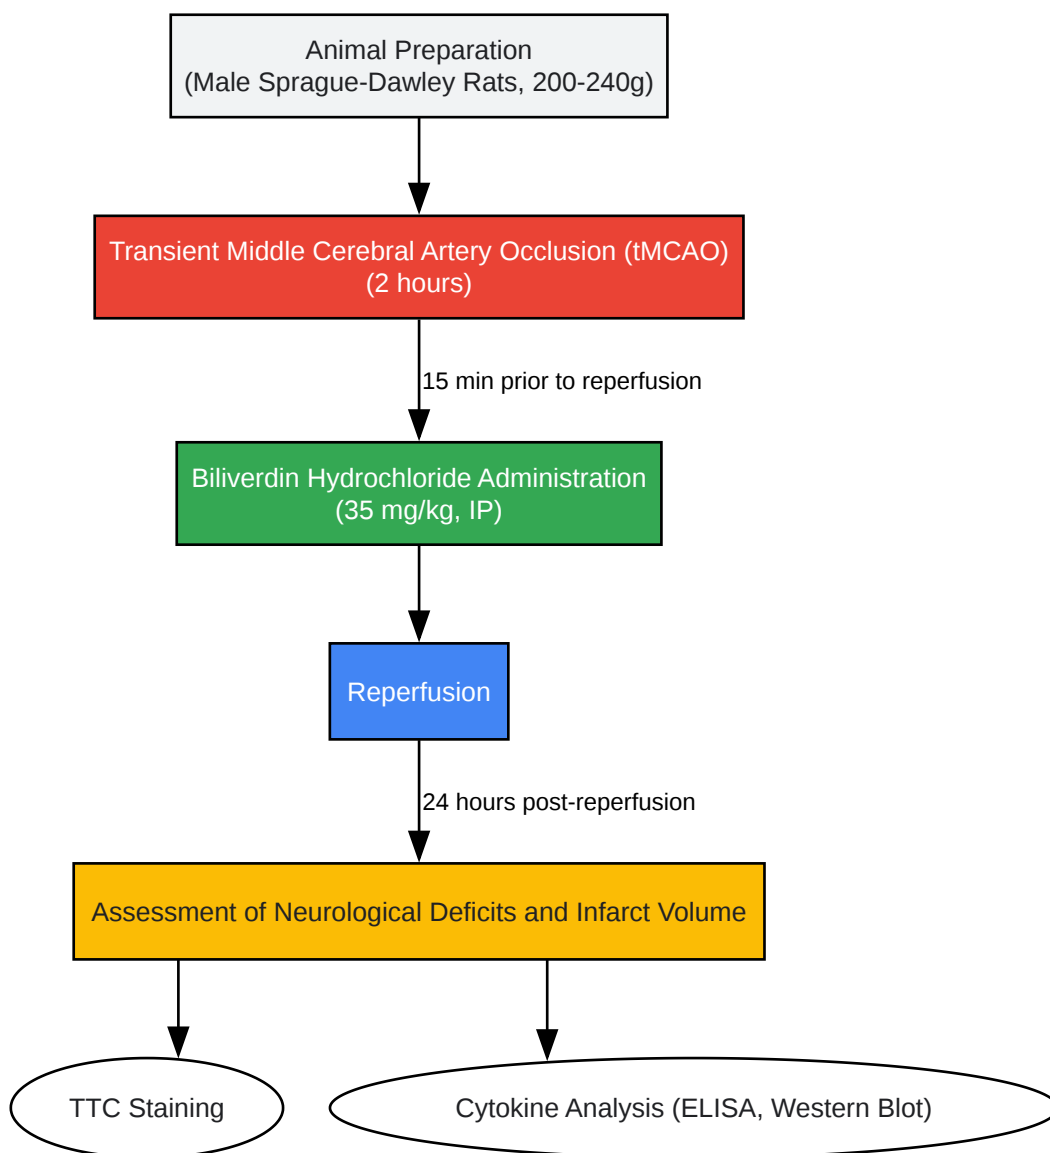 Animal Preparation
(Male Sprague-Dawley Rats, 200-240g)
Transient Middle Cerebral Artery Occlusion (tMCAO)
(2 hours)
15 min prior to reperfusion
Biliverdin Hydrochloride Administration
(35 mg/kg, IP)
Reperfusion
24 hours post-reperfusion
Assessment of Neurological Deficits and Infarct Volume
TTC Staining
Cytokine Analysis (ELISA, Western Blot)